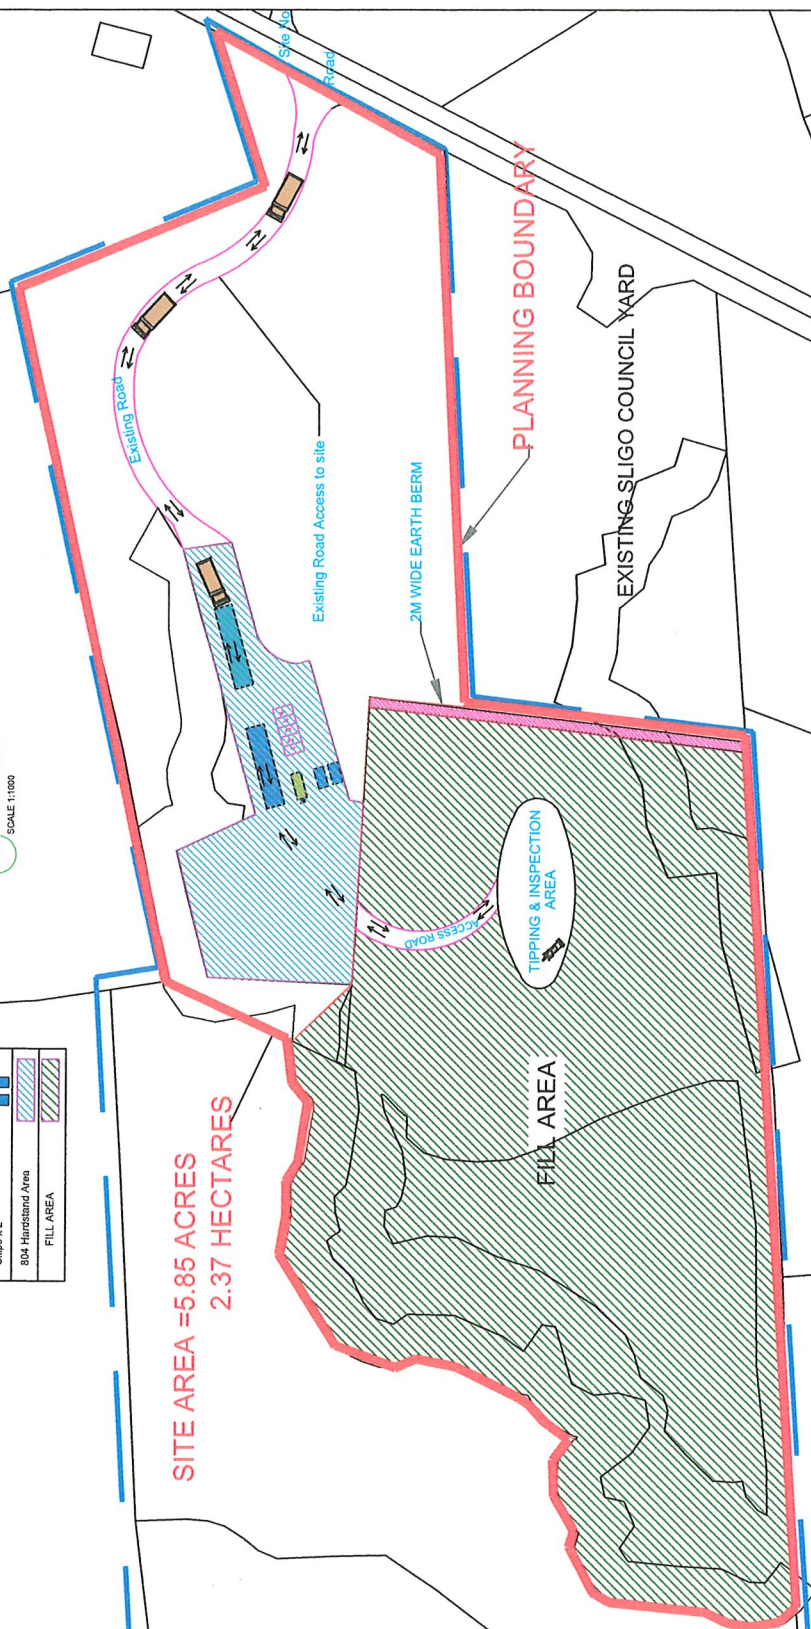 SCALE 1:1000
804 Hardstand Area
FILL AREA
SITE AREA =5.85 ACRES
2.37 HECTARES
Existing Road
Existing Road Access to site
2M WIDE EARTH BERM
PLANNING BOUNDARY
EXISTING SLIGO COUNCIL YARD
ACCESS ROAD
TIPPING & INSPECTION
AREA
FILL AREA
Site No
Road